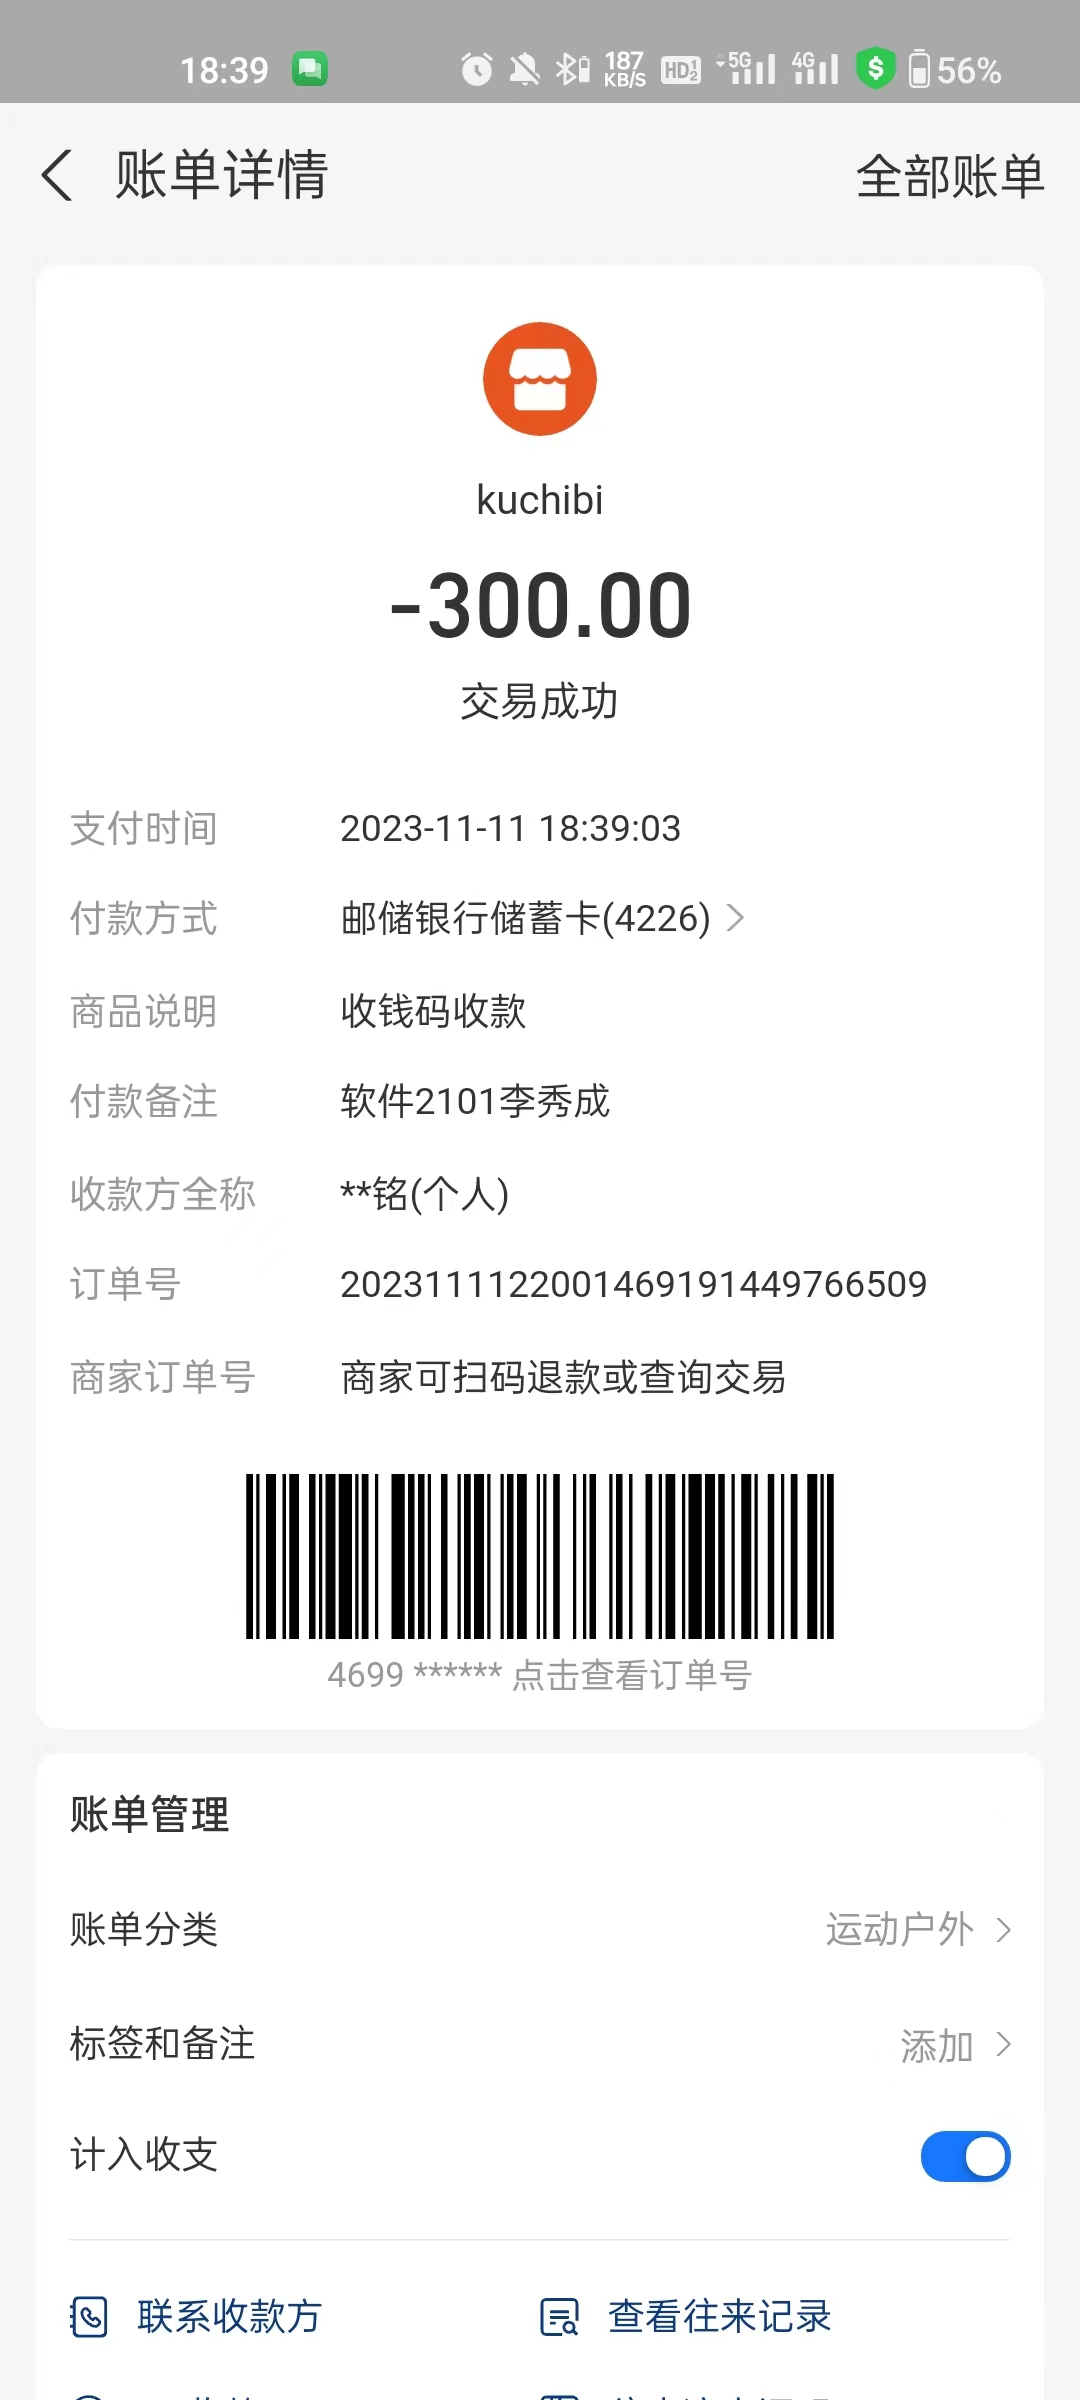 18:39 187 KB/S HD 1 2 5G 4G $ 56%
账单详情 全部账单
kuchibi
-300.00
交易成功
支付时间 2023-11-11 18:39:03
付款方式 邮储银行储蓄卡(4226)
商品说明 收钱码收款
付款备注 软件2101李秀成
收款方全称 **铭(个人)
订单号 20231111220014691914497665​09
商家订单号 商家可扫码退款或查询交易
4699 ****** 点击查看订单号
账单管理
账单分类 运动户外
标签和备注 添加
计入收支
联系收款方 查看往来记录